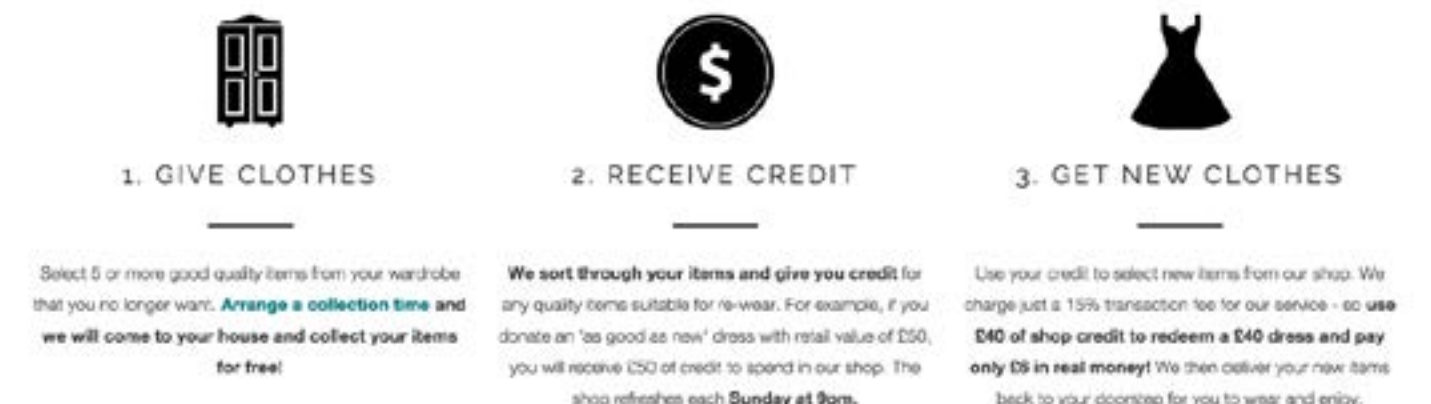 $
1. GIVE CLOTHES
Select 5 or more good quality items from your wardrobe
that you no longer want. Arrange a collection time and
we will come to your house and collect your items
for free!
2. RECEIVE CREDIT
We sort through your items and give you credit for
any quality items suitable for re-wear. For example, if you
donate an 'as good as new' dress with retail value of £50,
you will receive £50 of credit to spend in our shop. The
shop refreshes each Sunday at 9pm.
3. GET NEW CLOTHES
Use your credit to select new items from our shop. We
charge just a 15% transaction fee for our service - so use
£40 of shop credit to redeem a £40 dress and pay
only £6 in real money! We then deliver your new items
back to your doorstep for you to wear and enjoy.